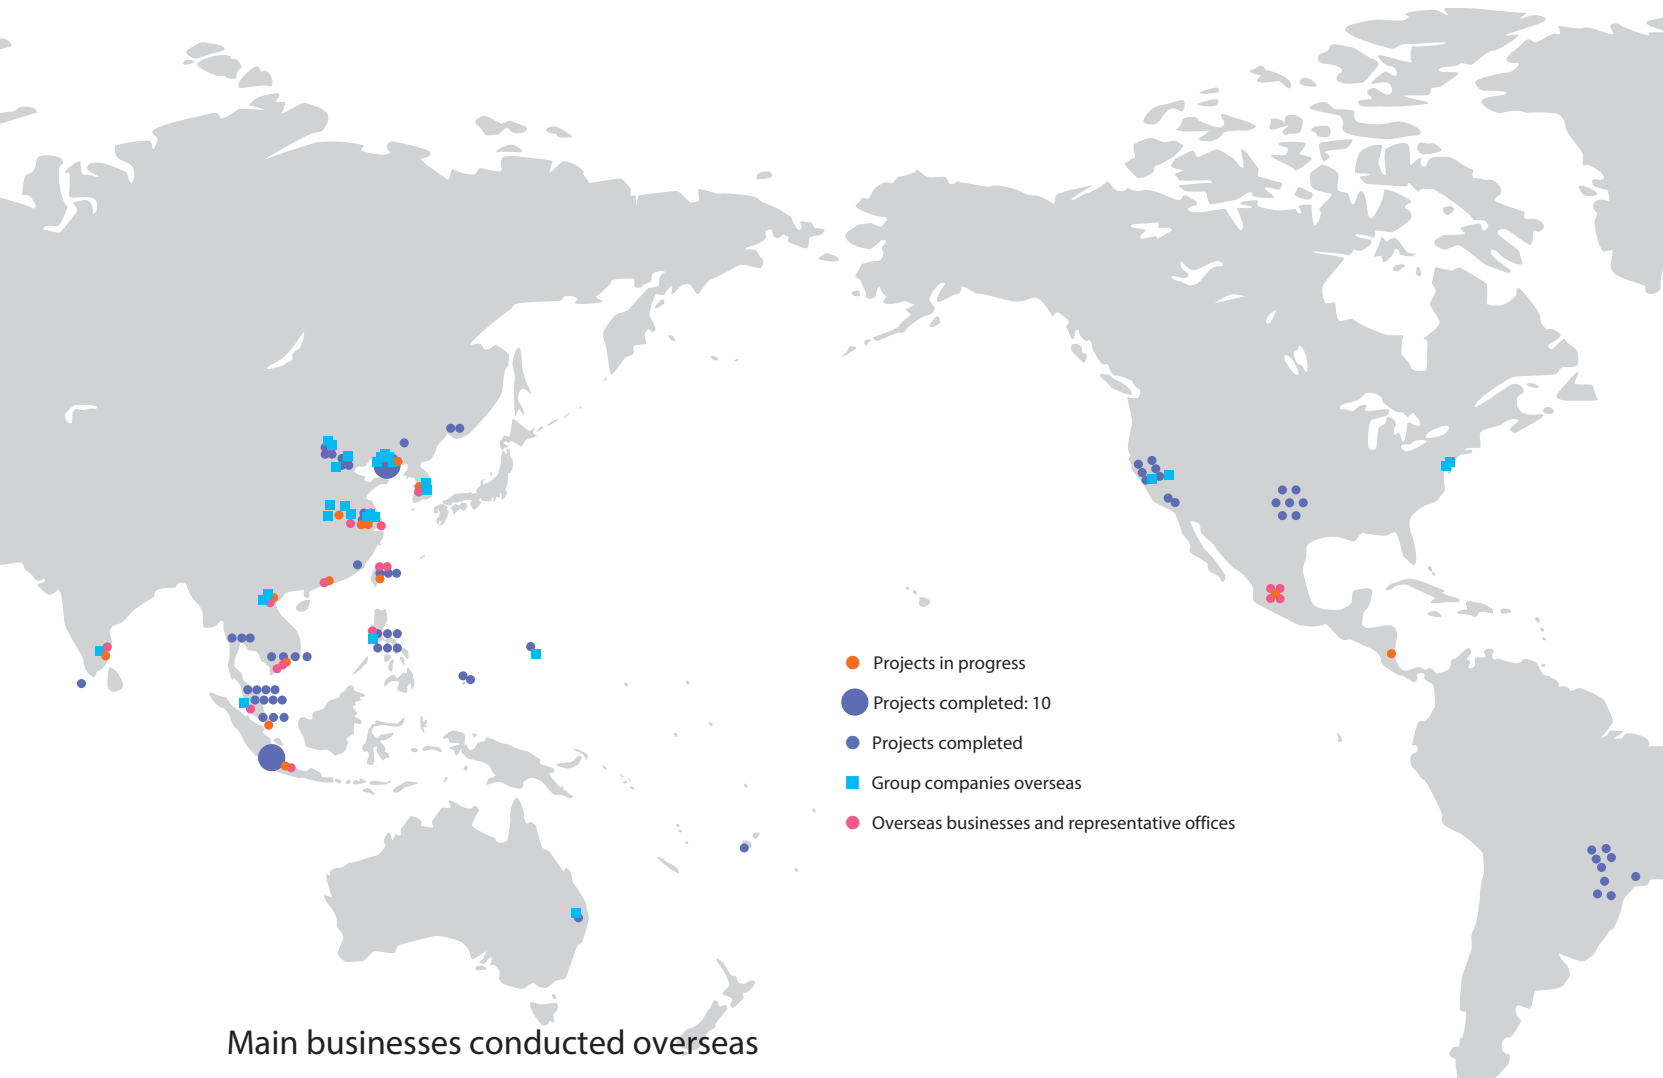 Projects in progress
Projects completed: 10
Projects completed
Group companies overseas
Overseas businesses and representative offices
Main businesses conducted overseas